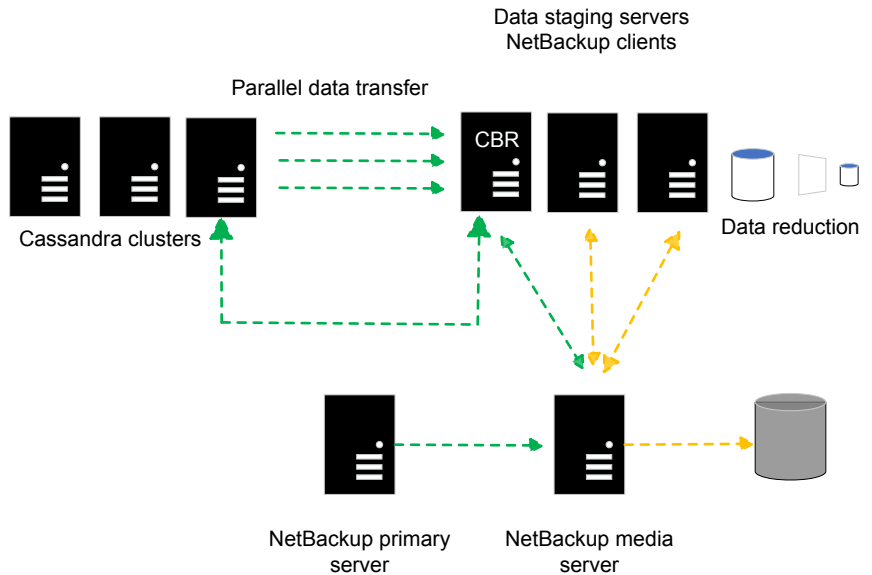 Data staging servers
NetBackup clients
Parallel data transfer
CBR
Cassandra clusters
Data reduction
NetBackup primary
server
NetBackup media
server